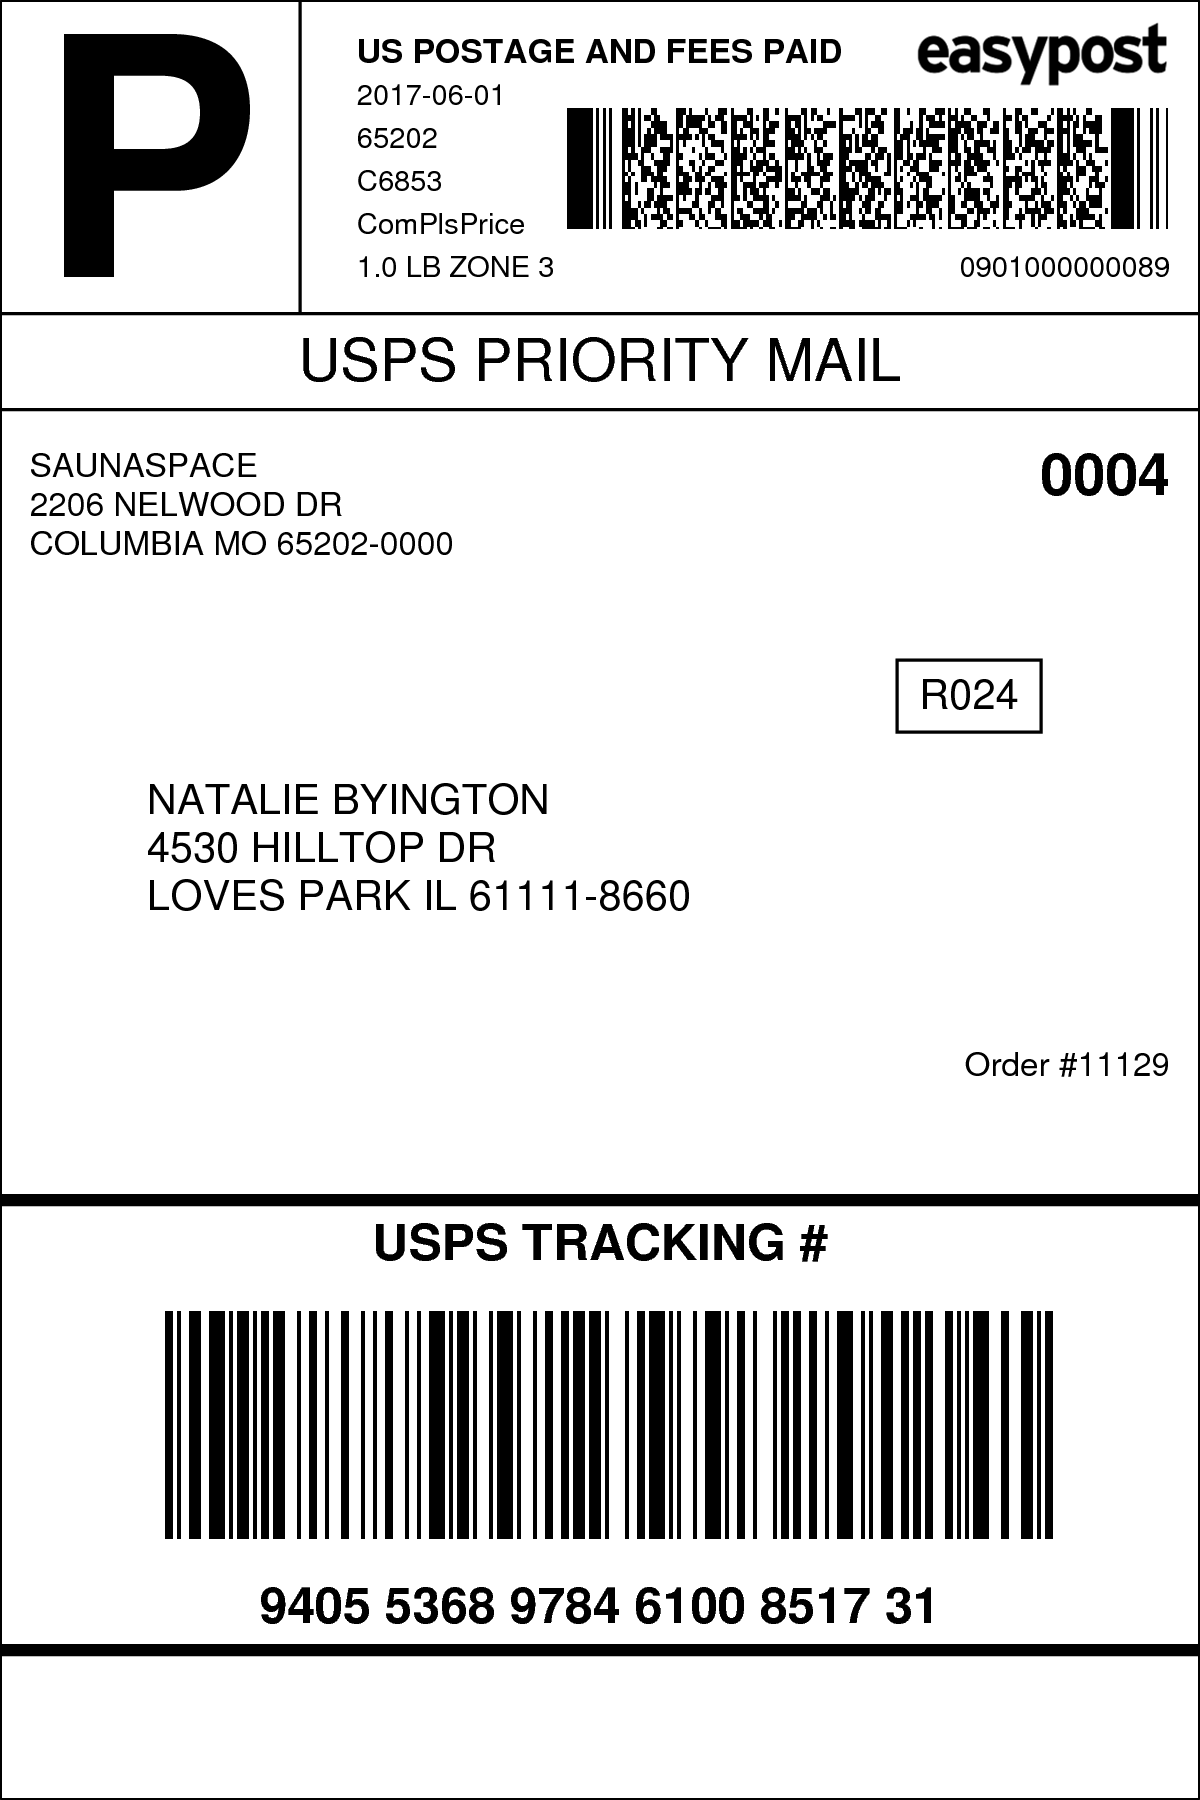 P
US POSTAGE AND FEES PAID
easypost
2017-06-01
65202
C6853
ComPlsPrice
1.0 LB ZONE 3
0901000000089
USPS PRIORITY MAIL
SAUNASPACE
2206 NELWOOD DR
COLUMBIA MO 65202-0000
0004
R024
NATALIE BYINGTON
4530 HILLTOP DR
LOVES PARK IL 61111-8660
Order #11129
USPS TRACKING #
9405 5368 9784 6100 8517 31